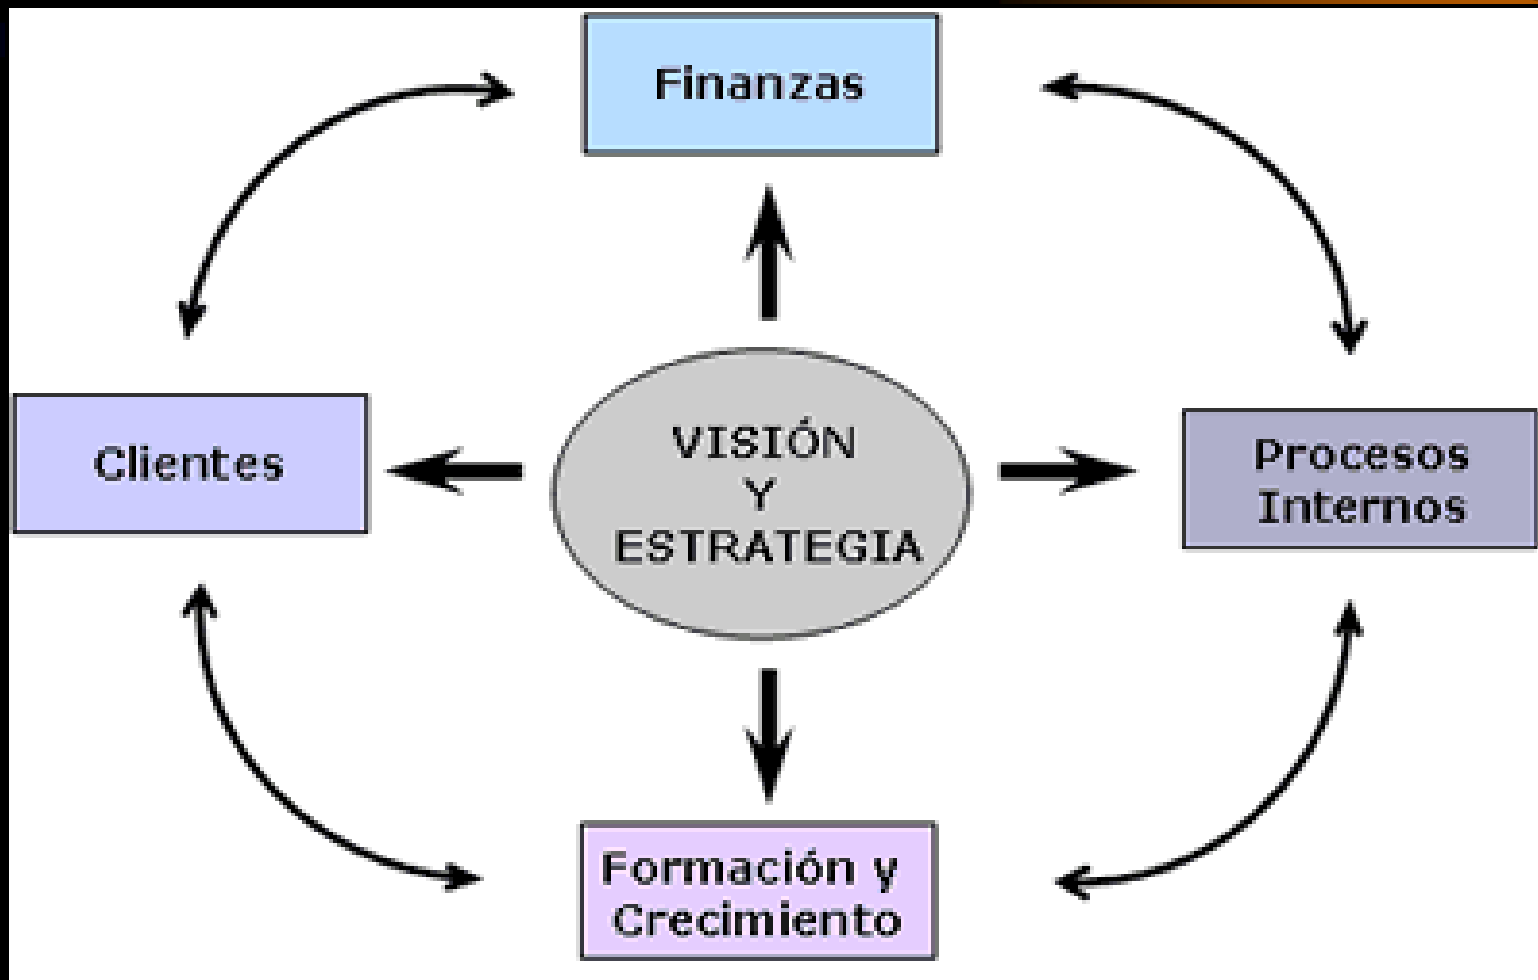 Finanzas
Clientes
VISIÓN
Y
ESTRATEGIA
Procesos
Internos
Formación y
Crecimiento